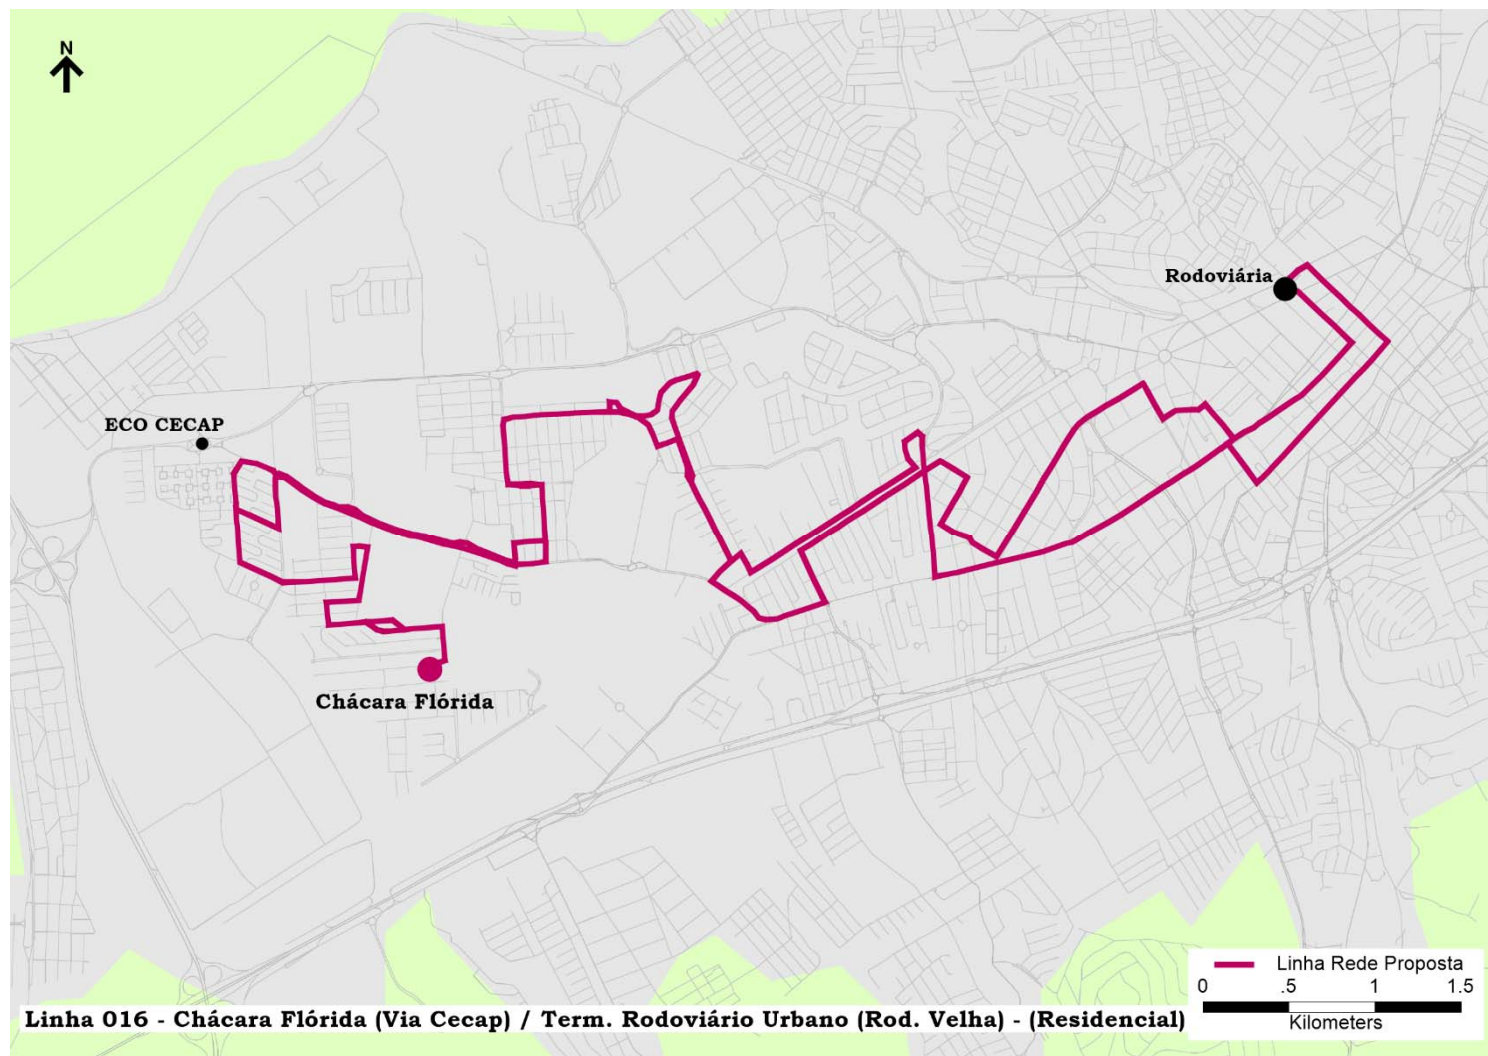 N
Rodoviária
ECO CECAP
Chácara Flórida
Linha Rede Proposta
0 .5 1 1.5
Kilometers
Linha 016 - Chácara Flórida (Via Cecap) / Term. Rodoviário Urbano (Rod. Velha) - (Residencial)